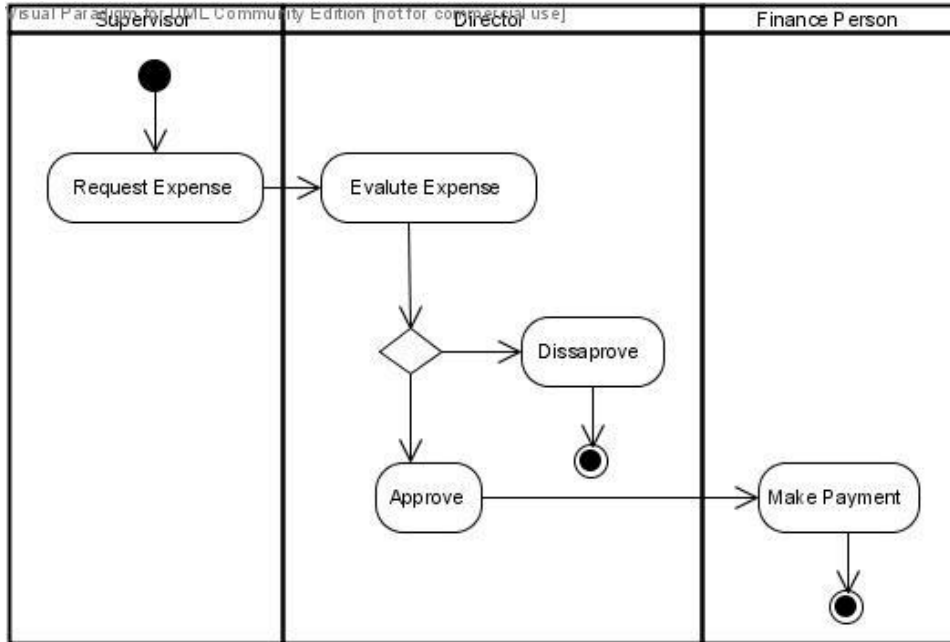 Visual Paradigm for UML Community Edition [not for commercial use]
Supervisor
Director
Finance Person
Request Expense
Evalute Expense
Dissaprove
Approve
Make Payment